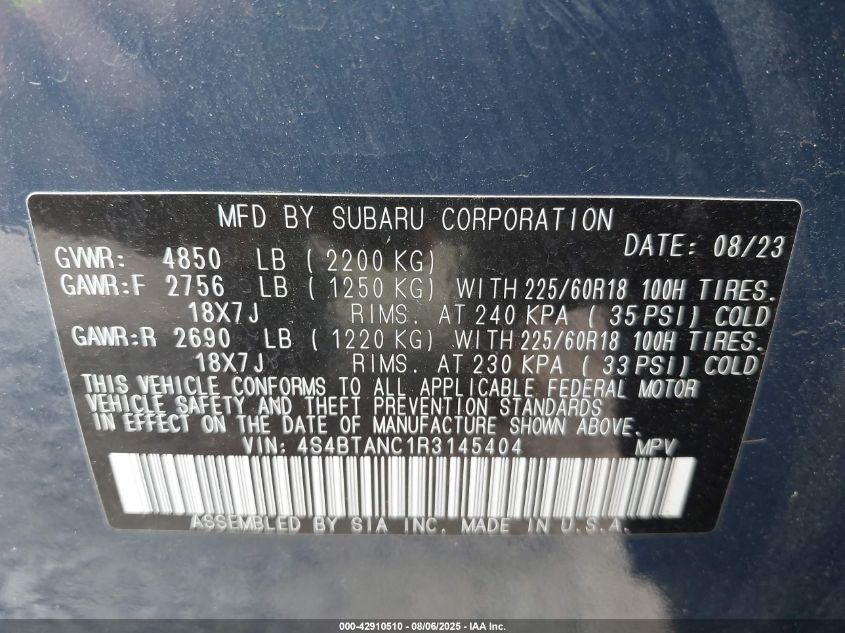 MFD BY SUBARU CORPORATION
DATE: 08/23
GVWR: 4850 LB ( 2200 KG)
GAWR:F 2756 LB ( 1250 KG) WITH 225/60R18 100H TIRES.
18X7J RIMS. AT 240 KPA ( 35 PSI) COLD
GAWR:R 2690 LB ( 1220 KG) WITH 225/60R18 100H TIRES.
18X7J RIMS. AT 230 KPA ( 33 PSI) COLD
THIS VEHICLE CONFORMS TO ALL APPLICABLE FEDERAL MOTOR
VEHICLE SAFETY AND THEFT PREVENTION STANDARDS
IN EFFECT ON THE DATE OF MANUFACTURE SHOWN ABOVE.
VIN: 4S4BTANC1R3145404 MPV
ASSEMBLED BY SIA INC. MADE IN U.S.A.
000-42910510 - 08/06/2025 - IAA Inc.